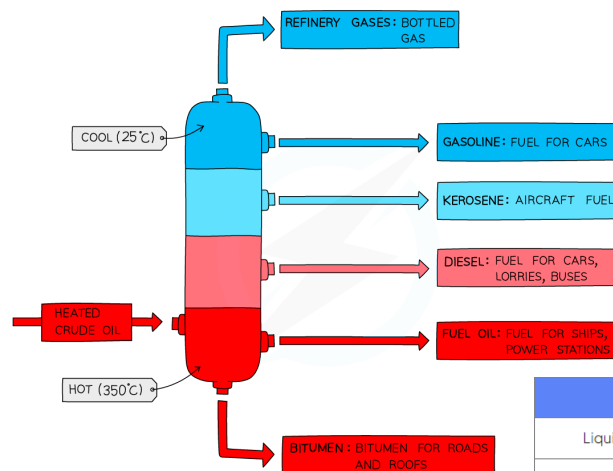 REFINERY GASES: BOTTLED
GAS
COOL (25°C)
GASOLINE: FUEL FOR CARS
KEROSENE: AIRCRAFT FUEL
DIESEL: FUEL FOR CARS,
LORRIES, BUSES
HEATED
CRUDE OIL
FUEL OIL: FUEL FOR SHIPS,
POWER STATIONS
HOT (350°C)
BITUMEN: BITUMEN FOR ROADS
AND ROOFS